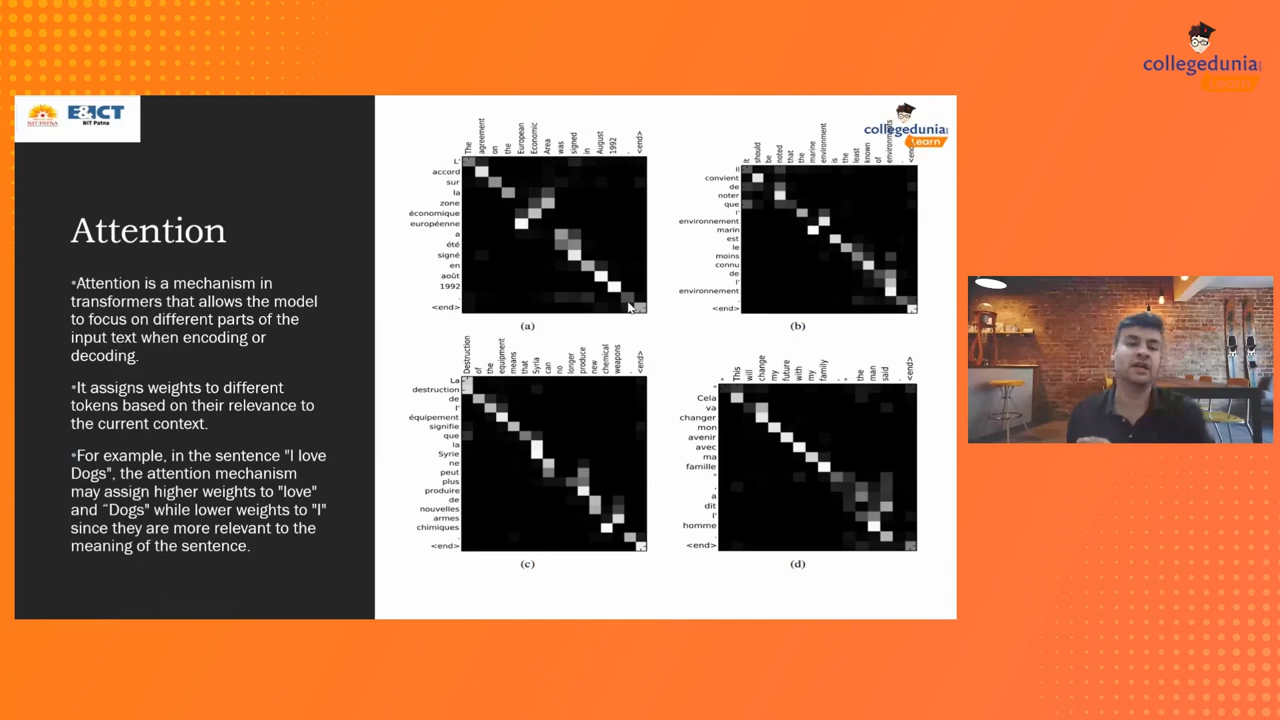 collegedunia
Learn
NIT PATNA
E&ICT
NIT Patna
Attention
•Attention is a mechanism in
transformers that allows the model
to focus on different parts of the
input text when encoding or
decoding.
•It assigns weights to different
tokens based on their relevance to
the current context.
•For example, in the sentence "I love
Dogs", the attention mechanism
may assign higher weights to "love"
and “Dogs" while lower weights to "I"
since they are more relevant to the
meaning of the sentence.
The agreement on the European Economic Area was signed in August 1992 . <end>
L'
accord
sur
la
zone
économique
européenne
a
été
signé
en
août
1992
.
<end>
(a)
collegedunia
Learn
It should be noted that the marine environment is the least known of environments . <end>
Il
convient
de
noter
que
l'
environnement
marin
est
le
moins
connu
de
l'
environnement
.
<end>
(b)
Destruction of the equipment means that Syria can no longer produce new chemical weapons . <end>
La
destruction
de
l'
équipement
signifie
que
la
Syrie
ne
peut
plus
produire
de
nouvelles
armes
chimiques
.
<end>
(c)
" This will change my future with my family , " the man said . <end>
"
Cela
va
changer
mon
avenir
avec
ma
famille
"
,
a
dit
l'
homme
.
<end>
(d)